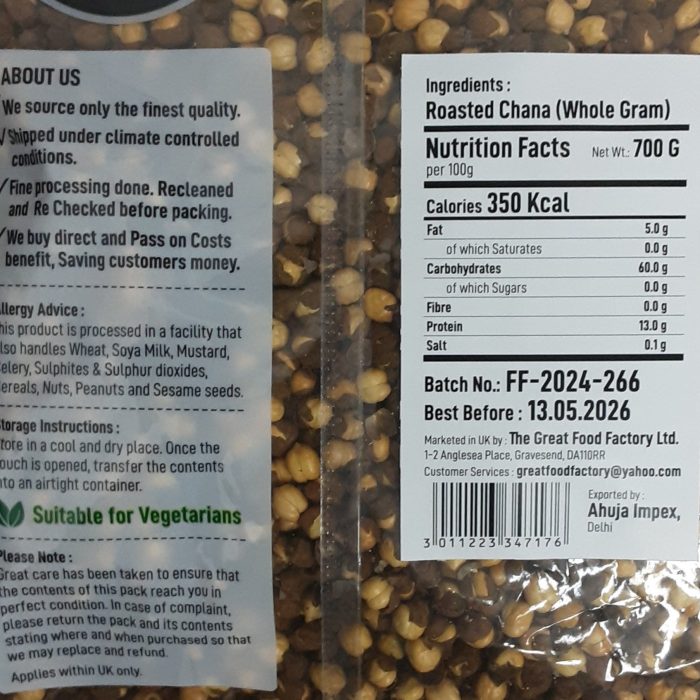 ABOUT US
We source only the finest quality.
Shipped under climate controlled
conditions.
Fine processing done. Recleaned
and Re Checked before packing.
We buy direct and Pass on Costs
benefit, Saving customers money.
llergy Advice :
his product is processed in a facility that
lso handles Wheat, Soya Milk, Mustard,
elery, Sulphites & Sulphur dioxides,
ereals, Nuts, Peanuts and Sesame seeds.
torage Instructions :
tore in a cool and dry place. Once the
ouch is opened, transfer the contents
nto an airtight container.
Suitable for Vegetarians
Please Note :
Great care has been taken to ensure that
the contents of this pack reach you in
perfect condition. In case of complaint,
please return the pack and its contents
stating where and when purchased so that
we may replace and refund.
Applies within UK only.
Ingredients :
Roasted Chana (Whole Gram)
Nutrition Facts Net Wt.: 700 G
per 100g
Calories 350 Kcal
Fat 5.0 g
of which Saturates 0.0 g
Carbohydrates 60.0 g
of which Sugars 0.0 g
Fibre 0.0 g
Protein 13.0 g
Salt 0.1 g
Batch No.: FF-2024-266
Best Before : 13.05.2026
Marketed in UK by : The Great Food Factory Ltd.
1-2 Anglesea Place, Gravesend, DA110RR
Customer Services : greatfoodfactory@yahoo.com
Exported by :
Ahuja Impex,
Delhi
3 011223 347176